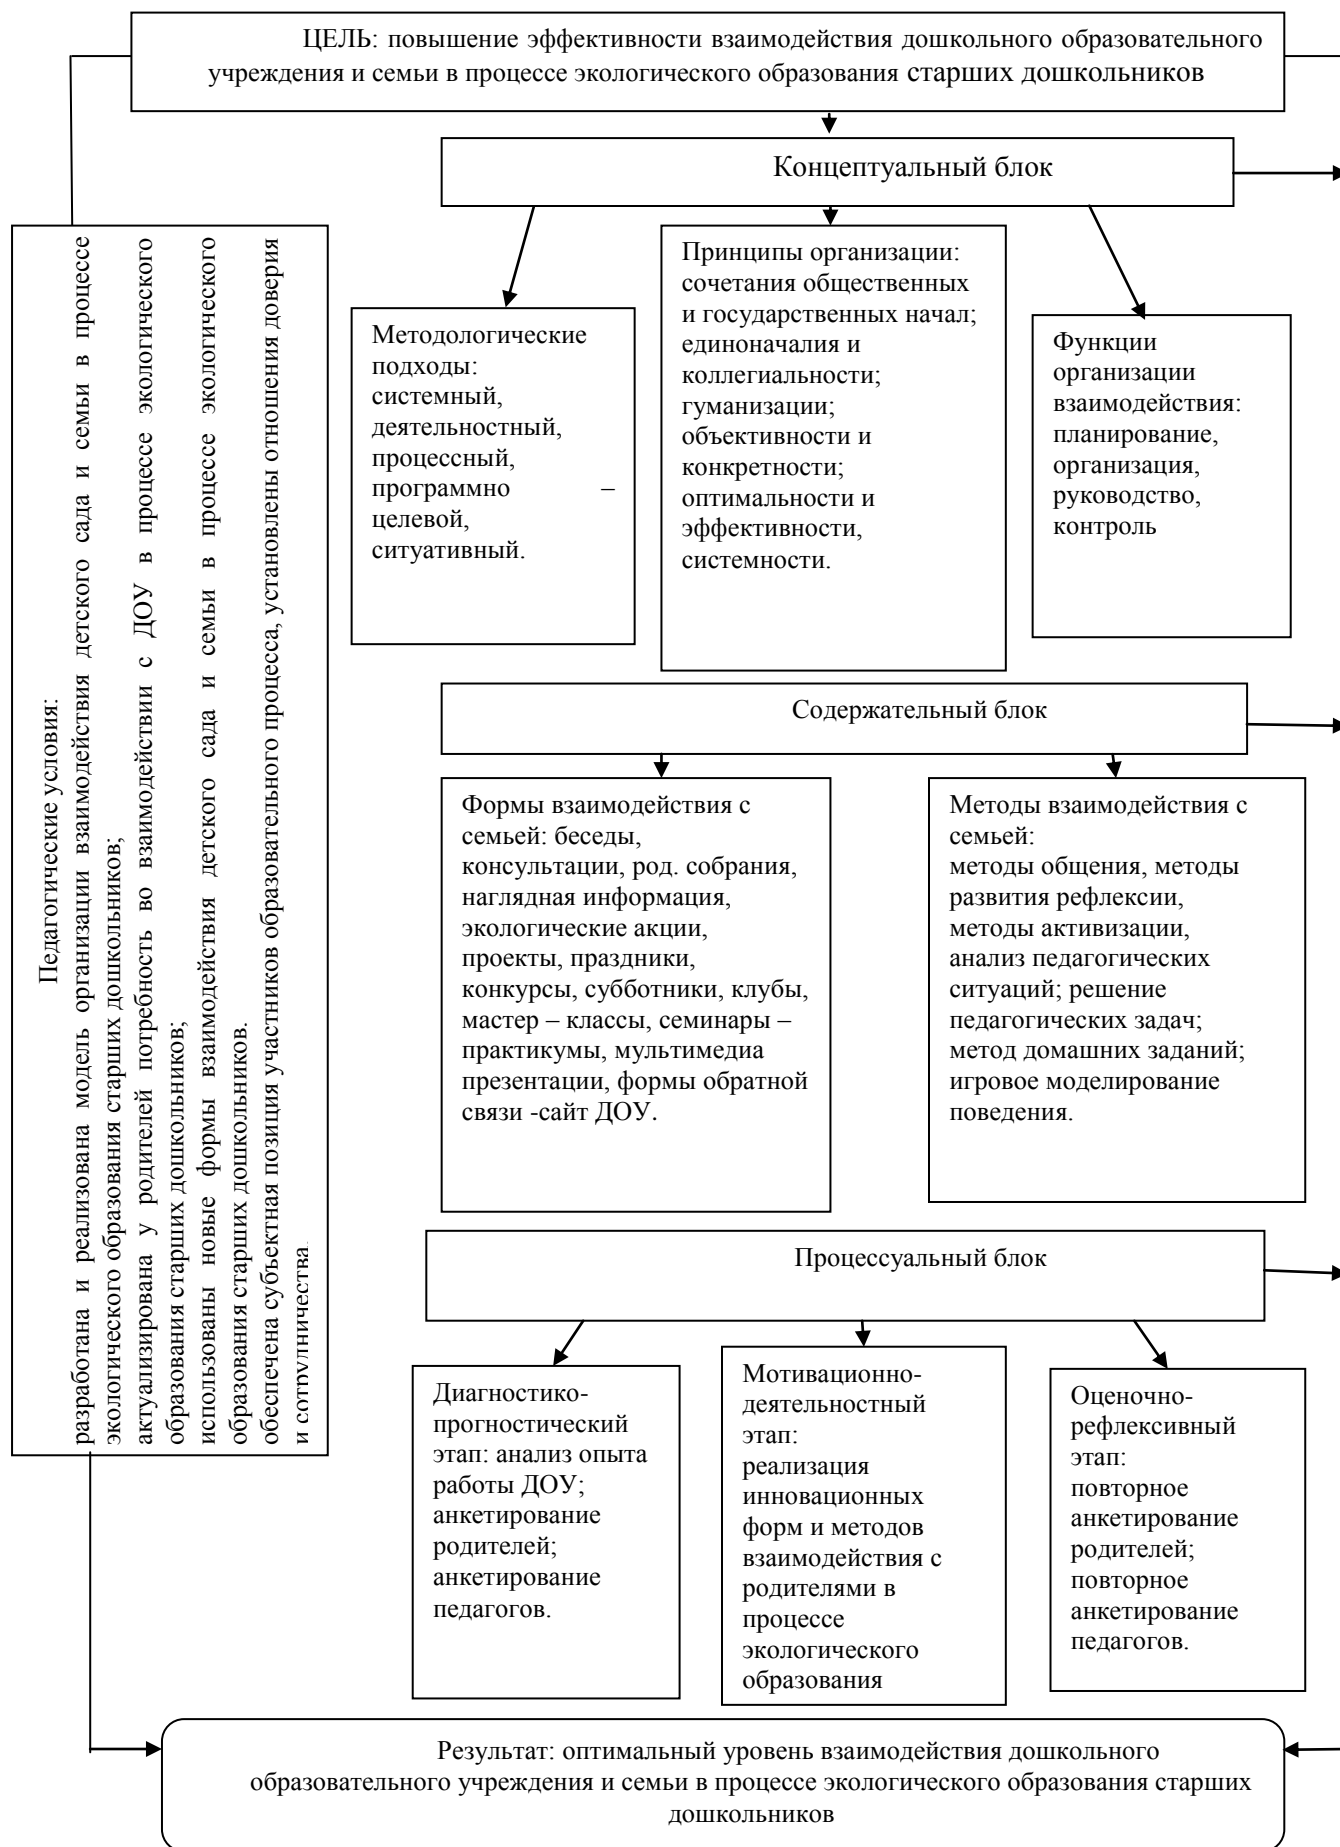 ЦЕЛЬ: повышение эффективности взаимодействия дошкольного образовательного
учреждения и семьи в процессе экологического образования старших дошкольников
Концептуальный блок
Педагогические условия:
разработана и реализована модель организации взаимодействия детского сада и семьи в процессе
экологического образования старших дошкольников;
актуализирована у родителей потребность во взаимодействии с ДОУ в процессе экологического
образования старших дошкольников;
использованы новые формы взаимодействия детского сада и семьи в процессе экологического
образования старших дошкольников.
обеспечена субъектная позиция участников образовательного процесса, установлены отношения доверия
и сотрудничества.
Методологические
подходы:
системный,
деятельностный,
процессный,
программно –
целевой,
ситуативный.
Принципы организации:
сочетания общественных
и государственных начал;
единоначалия и
коллегиальности;
гуманизации;
объективности и
конкретности;
оптимальности и
эффективности,
системности.
Функции
организации
взаимодействия:
планирование,
организация,
руководство,
контроль
Содержательный блок
Формы взаимодействия с
семьей: беседы,
консультации, род. собрания,
наглядная информация,
экологические акции,
проекты, праздники,
конкурсы, субботники, клубы,
мастер – классы, семинары –
практикумы, мультимедиа
презентации, формы обратной
связи -сайт ДОУ.
Методы взаимодействия с
семьей:
методы общения, методы
развития рефлексии,
методы активизации,
анализ педагогических
ситуаций; решение
педагогических задач;
метод домашних заданий;
игровое моделирование
поведения.
Процессуальный блок
Диагностико-
прогностический
этап: анализ опыта
работы ДОУ;
анкетирование
родителей;
анкетирование
педагогов.
Мотивационно-
деятельностный
этап:
реализация
инновационных
форм и методов
взаимодействия с
родителями в
процессе
экологического
образования
Оценочно-
рефлексивный
этап:
повторное
анкетирование
родителей;
повторное
анкетирование
педагогов.
Результат: оптимальный уровень взаимодействия дошкольного
образовательного учреждения и семьи в процессе экологического образования старших
дошкольников